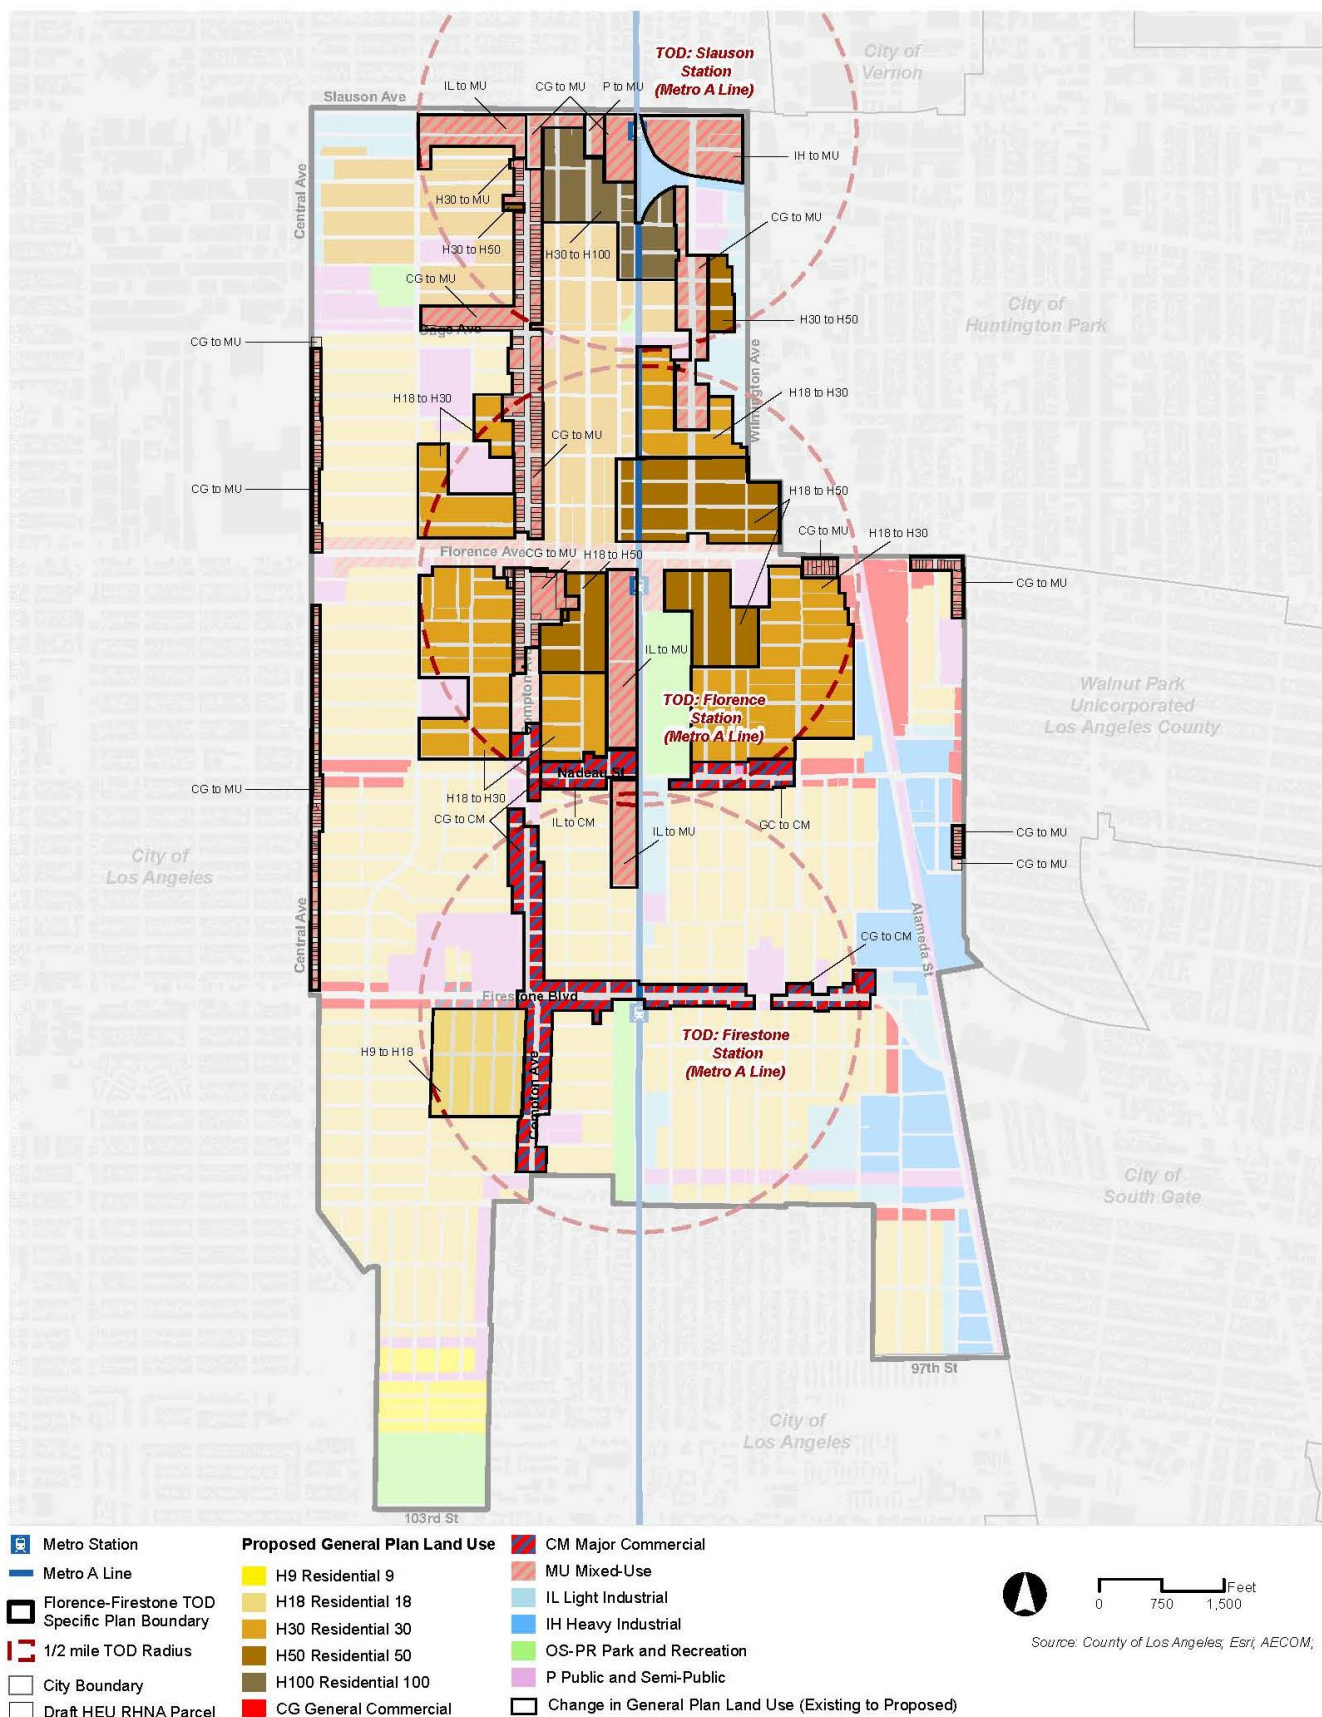 TOD: Slauson
Station
(Metro A Line)
City of
Vernon
Slauson Ave
IL to MU
CG to MU
P to MU
IH to MU
Central Ave
H30 to MU
H30 to H50
H30 to H100
CG to MU
CG to MU
Gage Ave
H30 to H50
City of
Huntington Park
CG to MU
Wilmington Ave
H18 to H30
H18 to H30
CG to MU
CG to MU
H18 to H50
CG to MU
H18 to H30
Florence Ave
CG to MU
H18 to H50
CG to MU
Compton Ave
IL to MU
TOD: Florence
Station
(Metro A Line)
Walnut Park
Unicorporated
Los Angeles County
Nadeau St
CG to MU
H18 to H30
CG to CM
IL to CM
IL to MU
GC to CM
CG to MU
CG to MU
City of
Los Angeles
Central Ave
Alameda St
CG to CM
Firestone Blvd
TOD: Firestone
Station
(Metro A Line)
H9 to H18
Compton Ave
City of
South Gate
97th St
City of
Los Angeles
103rd St
Metro Station
Metro A Line
Florence-Firestone TOD
Specific Plan Boundary
1/2 mile TOD Radius
City Boundary
Draft HEU RHNA Parcel
Proposed General Plan Land Use
H9 Residential 9
H18 Residential 18
H30 Residential 30
H50 Residential 50
H100 Residential 100
CG General Commercial
CM Major Commercial
MU Mixed-Use
IL Light Industrial
IH Heavy Industrial
OS-PR Park and Recreation
P Public and Semi-Public
Change in General Plan Land Use (Existing to Proposed)
Feet
0 750 1,500
Source: County of Los Angeles; Esri; AECOM;